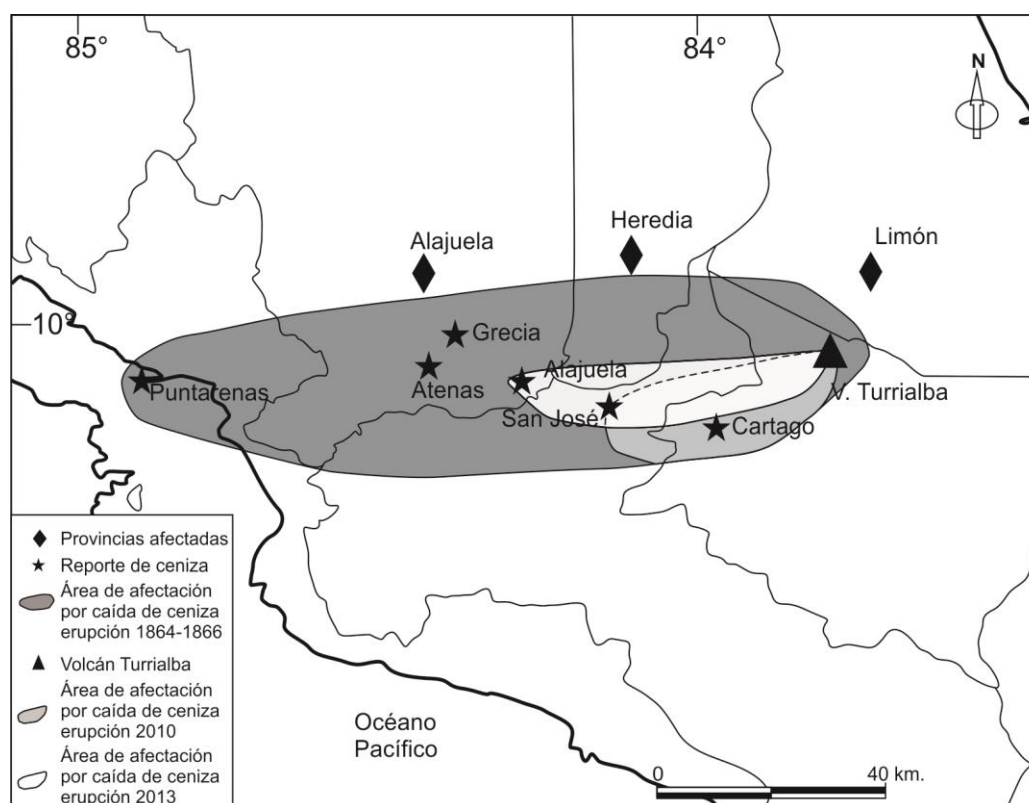 85°
84°
N
Heredia
Alajuela
Limón
10°
Grecia
Alajuela
Puntarenas
Atenas
V. Turrialba
San José
Cartago
Provincias afectadas
Reporte de ceniza
Área de afectación
por caída de ceniza
erupción 1864-1866
Volcán Turrialba
Área de afectación
por caída de ceniza
erupción 2010
Área de afectación
por caída de ceniza
erupción 2013
Océano
Pacífico
0 40 km.